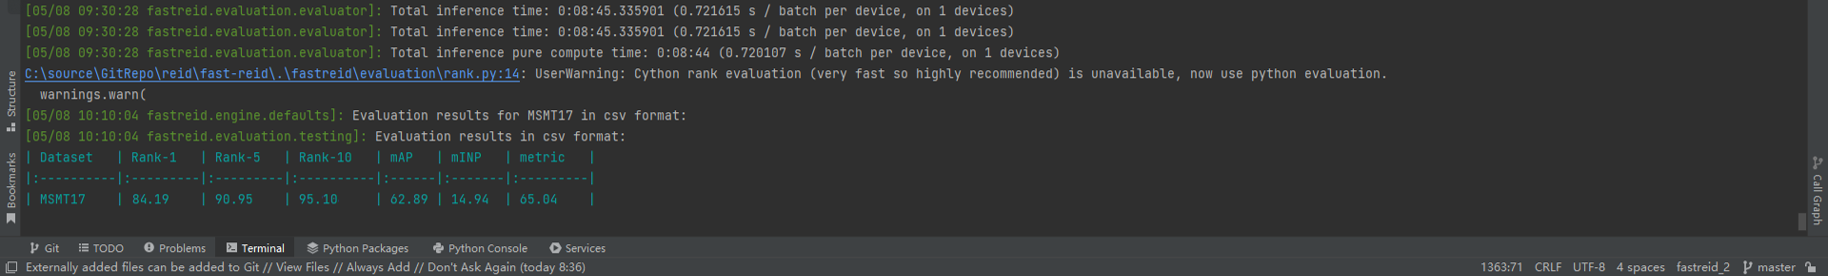 [05/08 09:30:28 fastreid.evaluation.evaluator]: Total inference time: 0:08:45.335901 (0.721615 s / batch per device, on 1 devices)
[05/08 09:30:28 fastreid.evaluation.evaluator]: Total inference time: 0:08:45.335901 (0.721615 s / batch per device, on 1 devices)
[05/08 09:30:28 fastreid.evaluation.evaluator]: Total inference pure compute time: 0:08:44 (0.720107 s / batch per device, on 1 devices)
C:\source\GitRepo\reid\fast-reid\.\fastreid\evaluation\rank.py:14: UserWarning: Cython rank evaluation (very fast so highly recommended) is unavailable, now use python evaluation.
  warnings.warn(
[05/08 10:10:04 fastreid.engine.defaults]: Evaluation results for MSMT17 in csv format:
[05/08 10:10:04 fastreid.evaluation.testing]: Evaluation results in csv format:
| Dataset   | Rank-1   | Rank-5   | Rank-10   | mAP   | mINP   | metric   |
|:----------|:---------|:---------|:----------|:------|:-------|:---------|
| MSMT17    | 84.19    | 90.95    | 95.10     | 62.89 | 14.94  | 65.04    |
Structure
Bookmarks
Call Graph
Git TODO Problems Terminal Python Packages Python Console Services
Externally added files can be added to Git // View Files // Always Add // Don't Ask Again (today 8:36) 1363:71 CRLF UTF-8 4 spaces fastreid_2 master